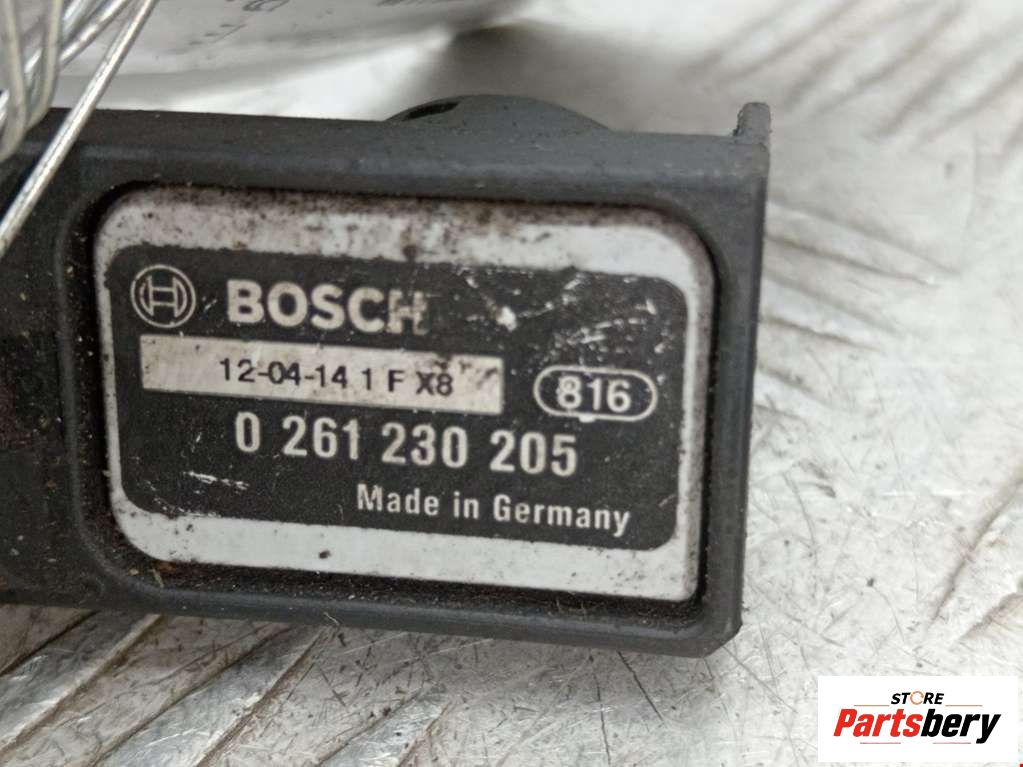 BOSCH
12-04-14 1 F X8
816
0 261 230 205
Made in Germany
STORE
Partsbery